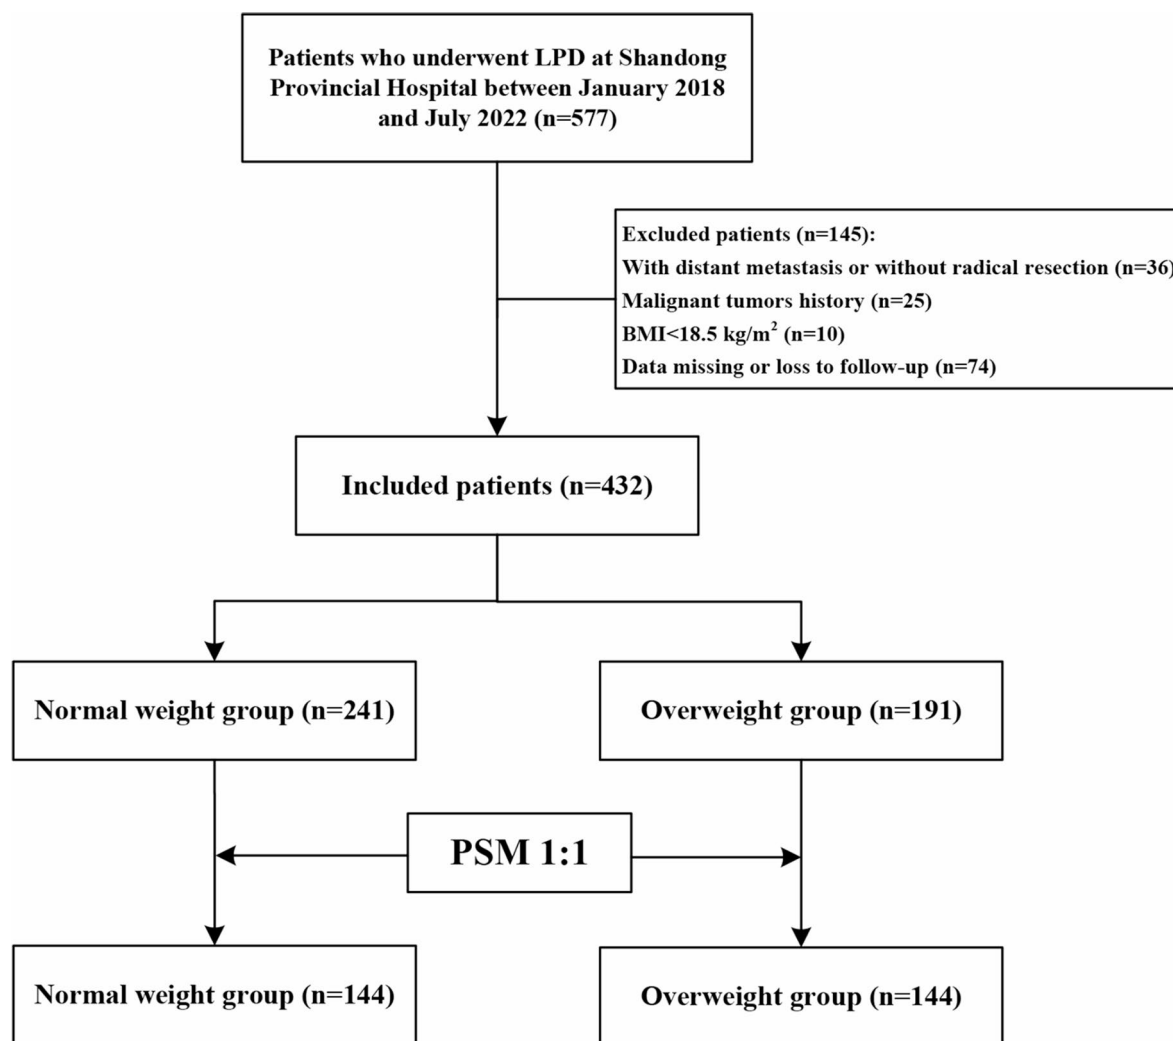 Patients who underwent LPD at Shandong
Provincial Hospital between January 2018
and July 2022 (n=577)
Excluded patients (n=145):
With distant metastasis or without radical resection (n=36)
Malignant tumors history (n=25)
BMI<18.5 kg/m² (n=10)
Data missing or loss to follow-up (n=74)
Included patients (n=432)
Normal weight group (n=241)
Overweight group (n=191)
PSM 1:1
Normal weight group (n=144)
Overweight group (n=144)